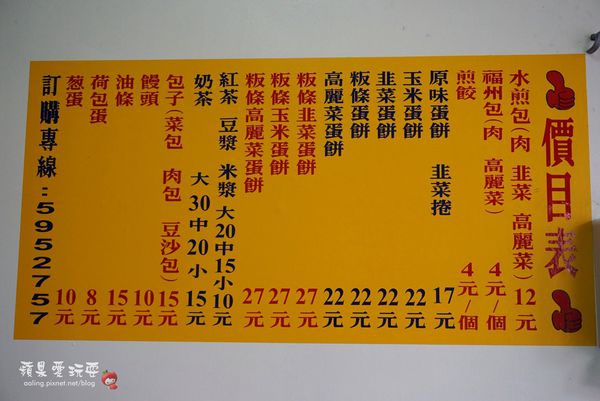 價目表
水煎包(肉 韭菜 高麗菜) 12元
福州包(肉 高麗菜) 4元/個
煎餃 4元/個
原味蛋餅 韭菜捲 17元
玉米蛋餅 22元
韭菜蛋餅 22元
粄條蛋餅 22元
高麗菜蛋餅 22元
粄條韭菜蛋餅 27元
粄條玉米蛋餅 27元
粄條高麗菜蛋餅 27元
紅茶 豆漿 米漿 大20中15小10元
奶茶 大30中20小15元
包子(菜包 肉包 豆沙包) 15元
饅頭 10元
油條 15元
荷包蛋 8元
葱蛋 10元
訂購專線:5952757
蘋果愛玩耍
aaling.pixnet.net/blog